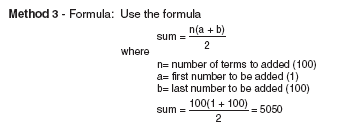 Method 3 - Formula: Use the formula
sum = n(a + b)
2
where
n= number of terms to added (100)
a= first number to be added (1)
b= last number to be added (100)
sum = 100(1 + 100) = 5050
2